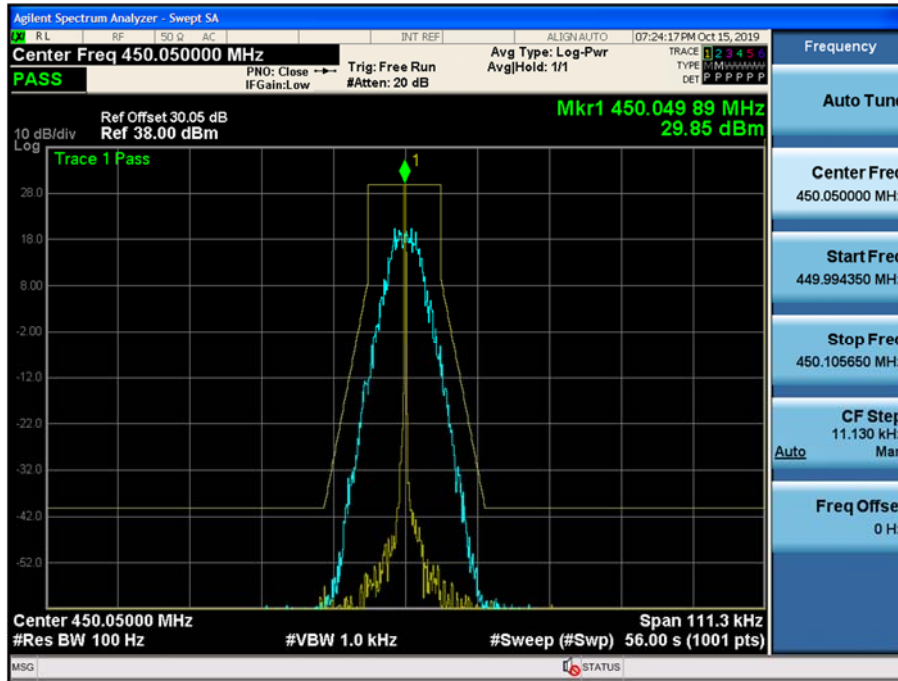 Agilent Spectrum Analyzer - Swept SA
LXI RL RF 50 Ω AC INT REF ALIGN AUTO 07:24:17 PM Oct 15, 2019
Center Freq 450.050000 MHz
PASS
PNO: Close
IFGain:Low
Trig: Free Run
#Atten: 20 dB
Avg Type: Log-Pwr
Avg|Hold: 1/1
TRACE 1 2 3 4 5 6
TYPE M M W W W W
DET P P P P P P
Ref Offset 30.05 dB
10 dB/div Ref 38.00 dBm
Log
Mkr1 450.049 89 MHz
29.85 dBm
Trace 1 Pass
1
28.0
18.0
8.00
-2.00
-12.0
-22.0
-32.0
-42.0
-52.0
Center 450.05000 MHz Span 111.3 kHz
#Res BW 100 Hz #VBW 1.0 kHz #Sweep (#Swp) 56.00 s (1001 pts)
MSG STATUS
Frequency
Auto Tun
Center Fre
450.050000 MH
Start Fre
449.994350 MH
Stop Fre
450.105650 MH
CF Step
11.130 kH
Auto Ma
Freq Offse
0 H